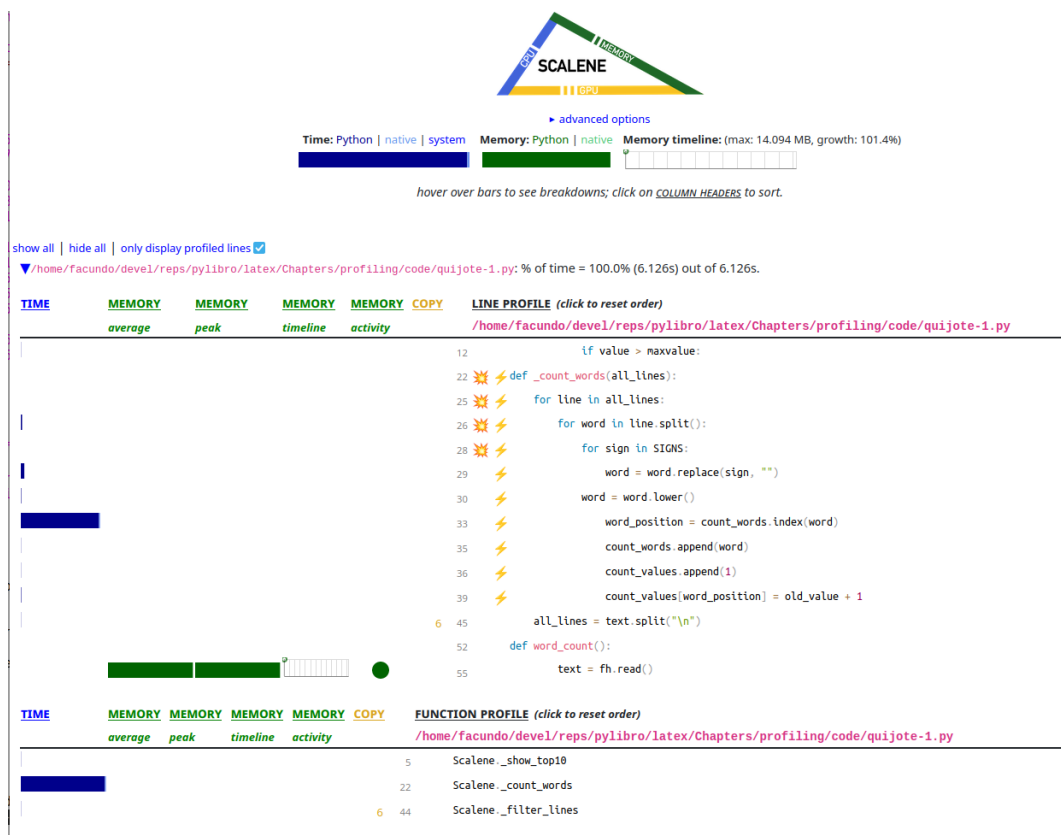 CPU
MEMORY
SCALENE
GPU
▸ advanced options
Time: Python | native | system Memory: Python | native Memory timeline: (max: 14.094 MB, growth: 101.4%)
hover over bars to see breakdowns; click on COLUMN HEADERS to sort.
show all | hide all | only display profiled lines
▼/home/facundo/devel/reps/pylibro/latex/Chapters/profiling/code/quijote-1.py: % of time = 100.0% (6.126s) out of 6.126s.
TIME MEMORY MEMORY MEMORY MEMORY COPY LINE PROFILE (click to reset order)
average peak timeline activity /home/facundo/devel/reps/pylibro/latex/Chapters/profiling/code/quijote-1.py
12 if value > maxvalue:
22 💥 ⚡ def _count_words(all_lines):
25 💥 ⚡ for line in all_lines:
26 💥 ⚡ for word in line.split():
28 💥 ⚡ for sign in SIGNS:
29 ⚡ word = word.replace(sign, "")
30 ⚡ word = word.lower()
33 ⚡ word_position = count_words.index(word)
35 ⚡ count_words.append(word)
36 ⚡ count_values.append(1)
39 ⚡ count_values[word_position] = old_value + 1
6 45 all_lines = text.split("\n")
52 def word_count():
55 text = fh.read()
TIME MEMORY MEMORY MEMORY MEMORY COPY FUNCTION PROFILE (click to reset order)
average peak timeline activity /home/facundo/devel/reps/pylibro/latex/Chapters/profiling/code/quijote-1.py
5 Scalene._show_top10
22 Scalene._count_words
6 44 Scalene._filter_lines